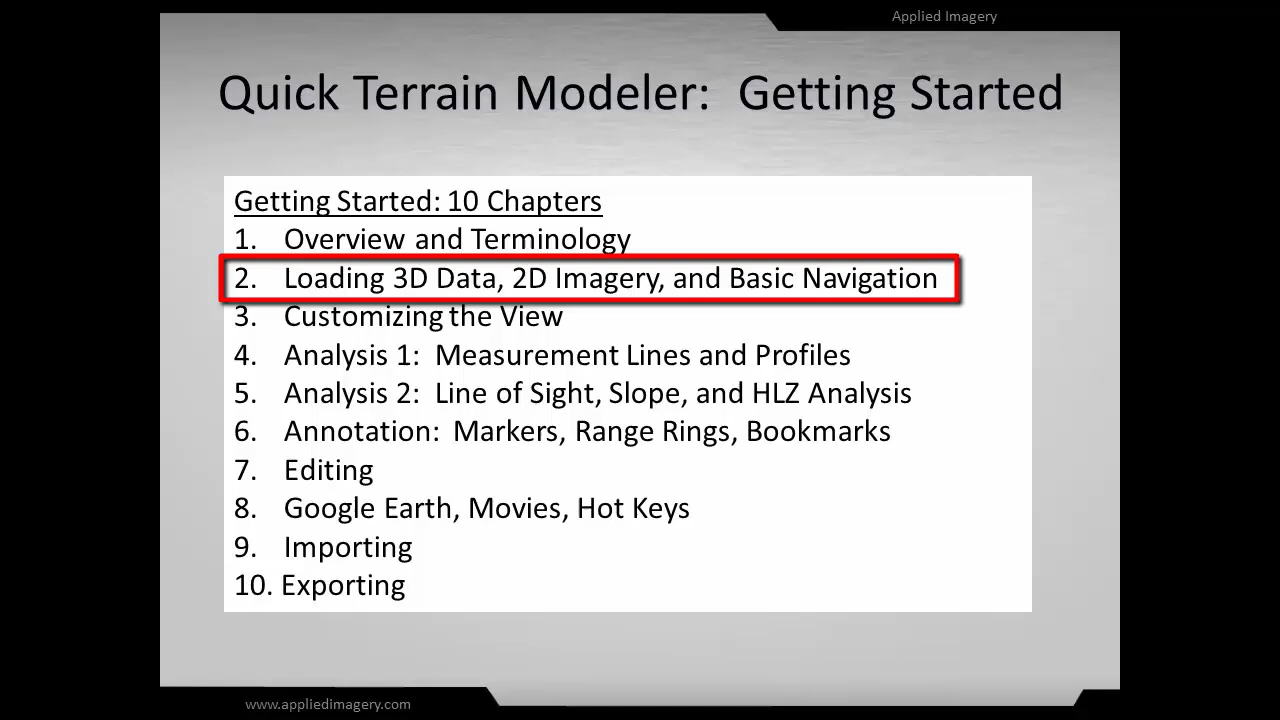 Applied Imagery
Quick Terrain Modeler: Getting Started
Getting Started: 10 Chapters
1. Overview and Terminology
2. Loading 3D Data, 2D Imagery, and Basic Navigation
3. Customizing the View
4. Analysis 1: Measurement Lines and Profiles
5. Analysis 2: Line of Sight, Slope, and HLZ Analysis
6. Annotation: Markers, Range Rings, Bookmarks
7. Editing
8. Google Earth, Movies, Hot Keys
9. Importing
10. Exporting
www.appliedimagery.com